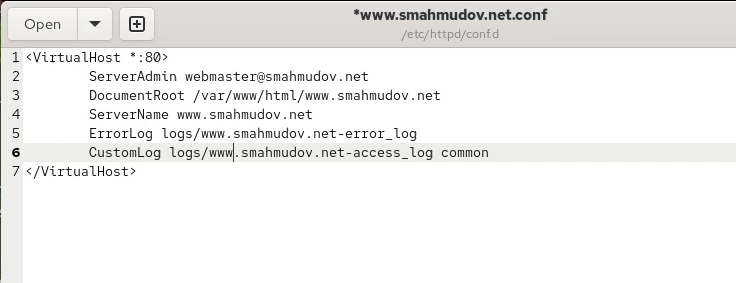 Open
*www.smahmudov.net.conf
/etc/httpd/conf.d
1 <VirtualHost *:80>
2 ServerAdmin webmaster@smahmudov.net
3 DocumentRoot /var/www/html/www.smahmudov.net
4 ServerName www.smahmudov.net
5 ErrorLog logs/www.smahmudov.net-error_log
6 CustomLog logs/www.smahmudov.net-access_log common
7 </VirtualHost>